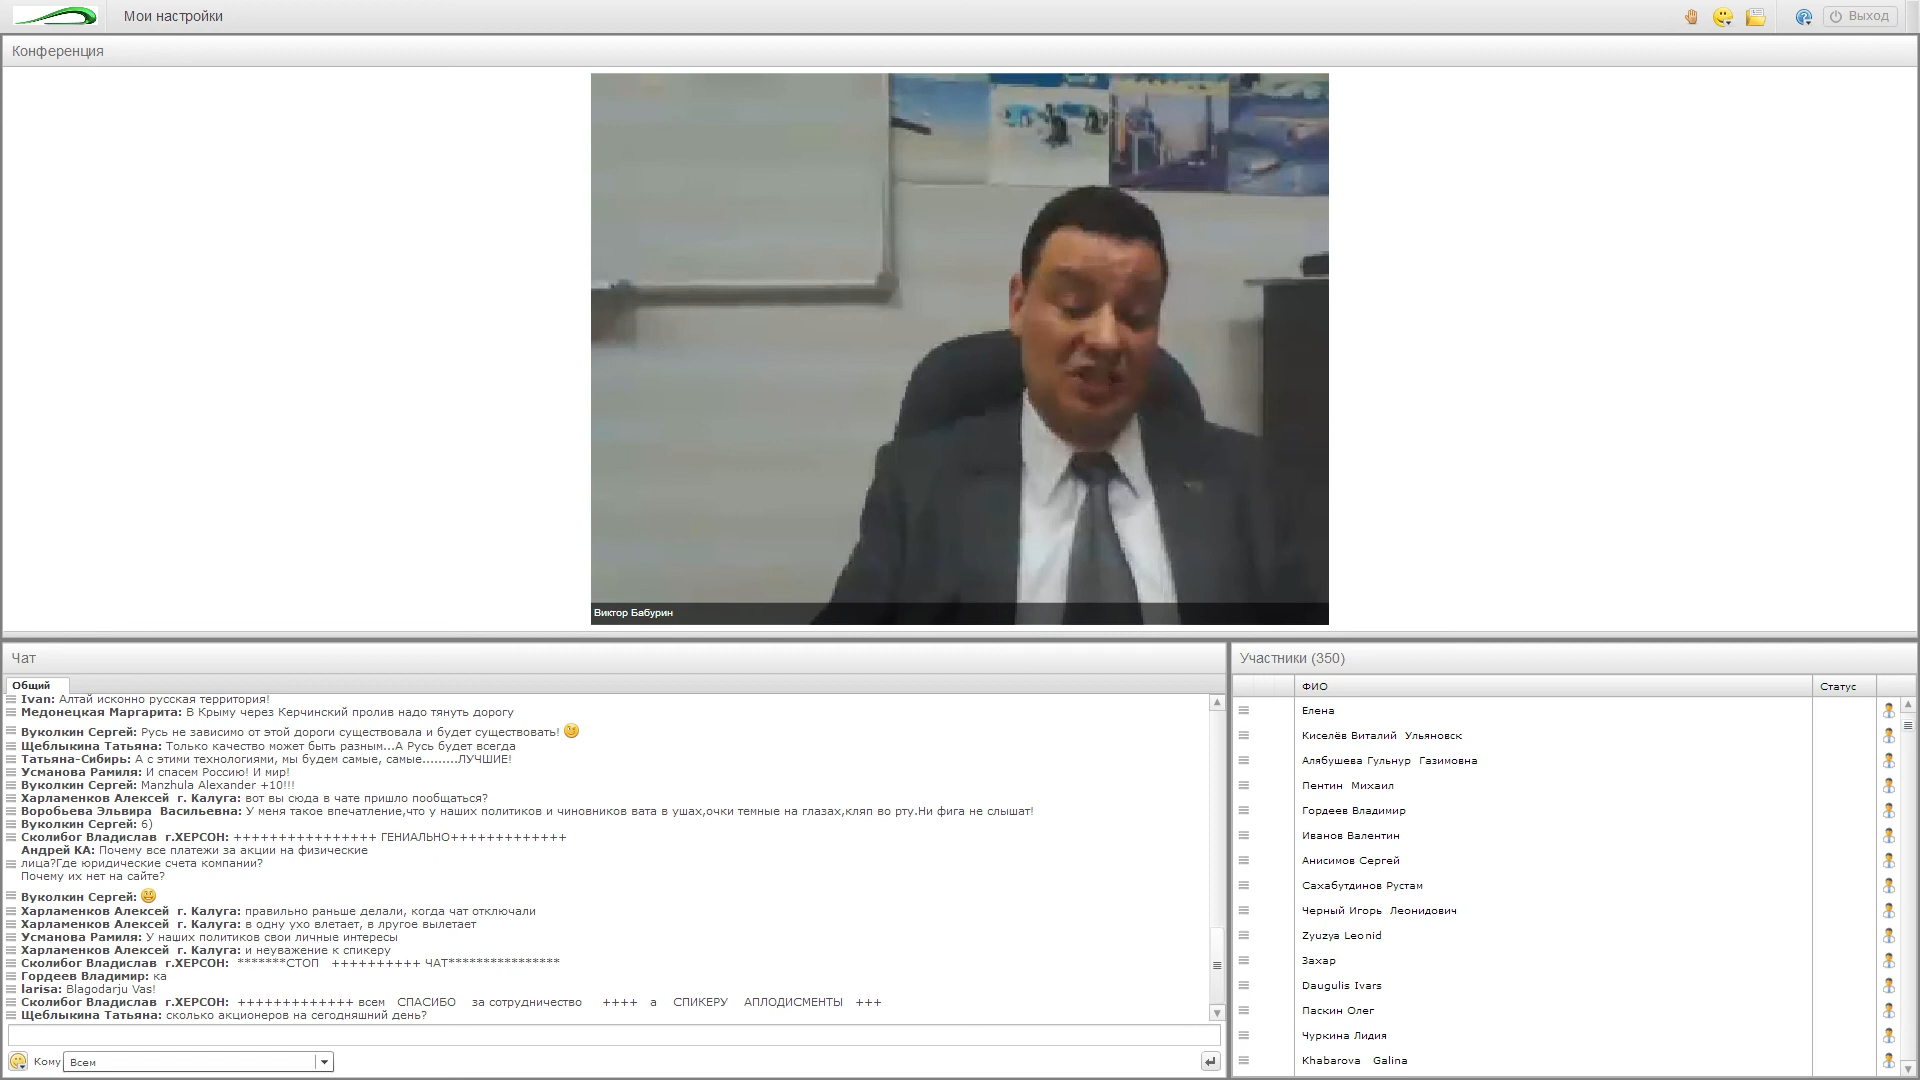 Мои настройки
Выход
Конференция
Виктор Бабурин
Чат
Общий
Ivan: Алтай исконно русская территория!
Медонецкая Маргарита: В Крыму через Керчинский пролив надо тянуть дорогу
Вуколкин Сергей: Русь не зависимо от этой дороги существовала и будет существовать!
Щеблыкина Татьяна: Только качество может быть разным...А Русь будет всегда
Татьяна-Сибирь: А с этими технологиями, мы будем самые, самые.........ЛУЧШИЕ!
Усманова Рамиля: И спасем Россию! И мир!
Вуколкин Сергей: Manzhula Alexander +10!!!
Харламенков Алексей г. Калуга: вот вы сюда в чате пришло пообщаться?
Воробьева Эльвира Васильевна: У меня такое впечатление,что у наших политиков и чиновников вата в ушах,очки темные на глазах,кляп во рту.Ни фига не слышат!
Вуколкин Сергей: 6)
Сколибог Владислав г.ХЕРСОН: ++++++++++++++++ ГЕНИАЛЬНО+++++++++++++
Андрей КА: Почему все платежи за акции на физические
лица?Где юридические счета компании?
Почему их нет на сайте?
Вуколкин Сергей:
Харламенков Алексей г. Калуга: правильно раньше делали, когда чат отключали
Харламенков Алексей г. Калуга: в одну ухо влетает, в лругое вылетает
Усманова Рамиля: У наших политиков свои личные интересы
Харламенков Алексей г. Калуга: и неуважение к спикеру
Сколибог Владислав г.ХЕРСОН: *******СТОП ++++++++++ ЧАТ****************
Гордеев Владимир: ка
larisa: Blagodarju Vas!
Сколибог Владислав г.ХЕРСОН: +++++++++++++ всем СПАСИБО за сотрудничество ++++ а СПИКЕРУ АПЛОДИСМЕНТЫ +++
Щеблыкина Татьяна: сколько акционеров на сегодняшний день?
Кому Всем
Участники (350)
ФИО Статус
Елена
Киселёв Виталий Ульяновск
Алябушева Гульнур Газимовна
Пентин Михаил
Гордеев Владимир
Иванов Валентин
Анисимов Сергей
Сахабутдинов Рустам
Черный Игорь Леонидович
Zyuzya Leonid
Захар
Daugulis Ivars
Паскин Олег
Чуркина Лидия
Khabarova Galina